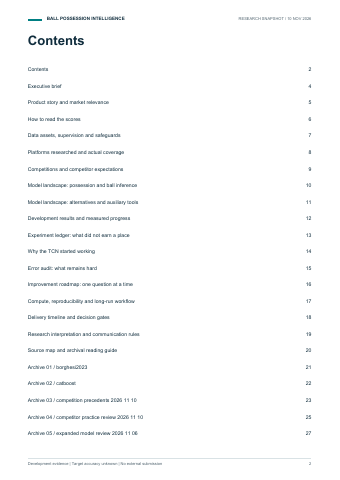 BALL POSSESSION INTELLIGENCE
RESEARCH SNAPSHOT / 10 NOV 2026
Contents
Contents 2
Executive brief 4
Product story and market relevance 5
How to read the scores 6
Data assets, supervision and safeguards 7
Platforms researched and actual coverage 8
Competitions and competitor expectations 9
Model landscape: possession and ball inference 10
Model landscape: alternatives and auxiliary tools 11
Development results and measured progress 12
Experiment ledger: what did not earn a place 13
Why the TCN started working 14
Error audit: what remains hard 15
Improvement roadmap: one question at a time 16
Compute, reproducibility and long-run workflow 17
Delivery timeline and decision gates 18
Research interpretation and communication rules 19
Source map and archival reading guide 20
Archive 01 / borghesi2023 21
Archive 02 / catboost 22
Archive 03 / competition precedents 2026 11 10 23
Archive 04 / competitor practice review 2026 11 10 25
Archive 05 / expanded model review 2026 11 06 27
Development evidence | Target accuracy unknown | No external submission 2